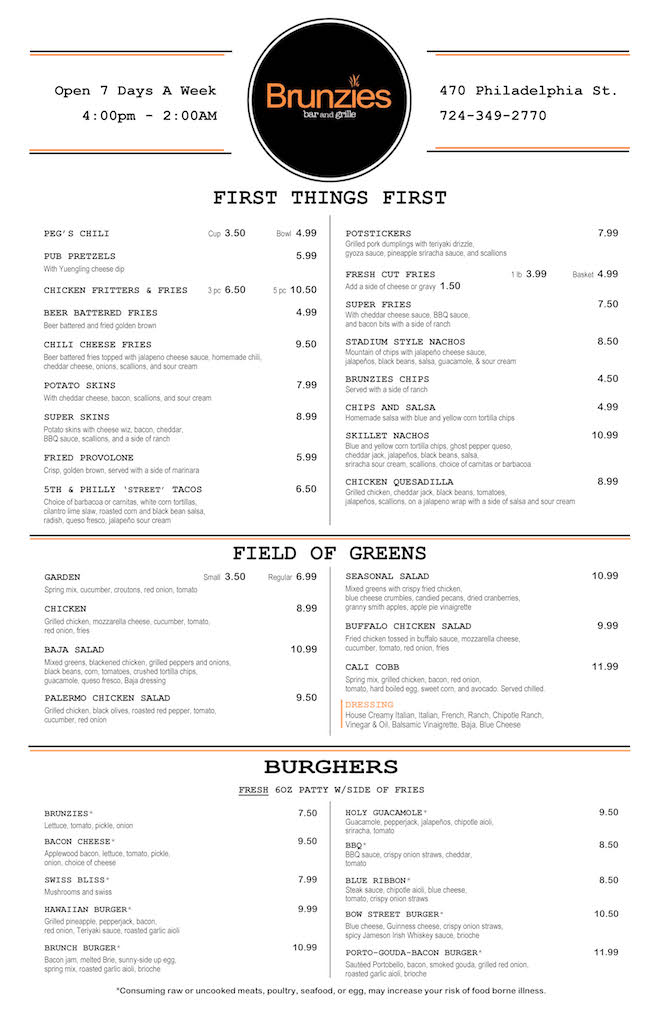 Open 7 Days A Week
4:00pm - 2:00AM
Brunzies
bar and grille
470 Philadelphia St.
724-349-2770
FIRST THINGS FIRST
PEG'S CHILI Cup 3.50 Bowl 4.99
PUB PRETZELS 5.99
With Yuengling cheese dip
CHICKEN FRITTERS & FRIES 3 pc 6.50 5 pc 10.50
BEER BATTERED FRIES 4.99
Beer battered and fried golden brown
CHILI CHEESE FRIES 9.50
Beer battered fries topped with jalapeno cheese sauce, homemade chili,
cheddar cheese, onions, scallions, and sour cream
POTATO SKINS 7.99
With cheddar cheese, bacon, scallions, and sour cream
SUPER SKINS 8.99
Potato skins with cheese wiz, bacon, cheddar,
BBQ sauce, scallions, and a side of ranch
FRIED PROVOLONE 5.99
Crisp, golden brown, served with a side of marinara
5TH & PHILLY 'STREET' TACOS 6.50
Choice of barbacoa or carnitas, white corn tortillas,
cilantro lime slaw, roasted corn and black bean salsa,
radish, queso fresco, jalapeño sour cream
POTSTICKERS 7.99
Grilled pork dumplings with teriyaki drizzle,
gyoza sauce, pineapple sriracha sauce, and scallions
FRESH CUT FRIES 1 lb 3.99 Basket 4.99
Add a side of cheese or gravy 1.50
SUPER FRIES 7.50
With cheddar cheese sauce, BBQ sauce,
and bacon bits with a side of ranch
STADIUM STYLE NACHOS 8.50
Mountain of chips with jalapeño cheese sauce,
jalapeños, black beans, salsa, guacamole, & sour cream
BRUNZIES CHIPS 4.50
Served with a side of ranch
CHIPS AND SALSA 4.99
Homemade salsa with blue and yellow corn tortilla chips
SKILLET NACHOS 10.99
Blue and yellow corn tortilla chips, ghost pepper queso,
cheddar jack, jalapeños, black beans, salsa,
sriracha sour cream, scallions, choice of carnitas or barbacoa
CHICKEN QUESADILLA 8.99
Grilled chicken, cheddar jack, black beans, tomatoes,
jalapeños, scallions, on a jalapeno wrap with a side of salsa and sour cream
FIELD OF GREENS
GARDEN Small 3.50 Regular 6.99
Spring mix, cucumber, croutons, red onion, tomato
CHICKEN 8.99
Grilled chicken, mozzarella cheese, cucumber, tomato,
red onion, fries
BAJA SALAD 10.99
Mixed greens, blackened chicken, grilled peppers and onions,
black beans, corn, tomatoes, crushed tortilla chips,
guacamole, queso fresco, Baja dressing
PALERMO CHICKEN SALAD 9.50
Grilled chicken, black olives, roasted red pepper, tomato,
cucumber, red onion
SEASONAL SALAD 10.99
Mixed greens with crispy fried chicken,
blue cheese crumbles, candied pecans, dried cranberries,
granny smith apples, apple pie vinaigrette
BUFFALO CHICKEN SALAD 9.99
Fried chicken tossed in buffalo sauce, mozzarella cheese,
cucumber, tomato, red onion, fries
CALI COBB 11.99
Spring mix, grilled chicken, bacon, red onion,
tomato, hard boiled egg, sweet corn, and avocado. Served chilled.
DRESSING
House Creamy Italian, Italian, French, Ranch, Chipotle Ranch,
Vinegar & Oil, Balsamic Vinaigrette, Baja, Blue Cheese
BURGHERS
FRESH 6OZ PATTY W/SIDE OF FRIES
BRUNZIES* 7.50
Lettuce, tomato, pickle, onion
BACON CHEESE* 9.50
Applewood bacon, lettuce, tomato, pickle,
onion, choice of cheese
SWISS BLISS* 7.99
Mushrooms and swiss
HAWAIIAN BURGER* 9.99
Grilled pineapple, pepperjack, bacon,
red onion, Teriyaki sauce, roasted garlic aioli
BRUNCH BURGER* 10.99
Bacon jam, melted Brie, sunny-side up egg,
spring mix, roasted garlic aioli, brioche
HOLY GUACAMOLE* 9.50
Guacamole, pepperjack, jalapeños, chipotle aioli,
sriracha, tomato
BBQ* 8.50
BBQ sauce, crispy onion straws, cheddar,
tomato
BLUE RIBBON* 8.50
Steak sauce, chipotle aioli, blue cheese,
tomato, crispy onion straws
BOW STREET BURGER* 10.50
Blue cheese, Guinness cheese, crispy onion straws,
spicy Jameson Irish Whiskey sauce, brioche
PORTO-GOUDA-BACON BURGER* 11.99
Sautéed Portobello, bacon, smoked gouda, grilled red onion,
roasted garlic aioli, brioche
*Consuming raw or uncooked meats, poultry, seafood, or egg, may increase your risk of food borne illness.